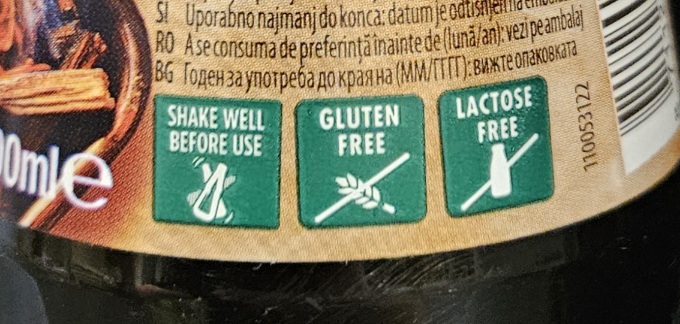 SI Uporabno najmanj do konca: datum je odtisnjen na
RO A se consuma de preferinţă înainte de (lună/an): vezi pe ambalaj
BG Годен за употреба до края на (ММ/ГГГГ): вижте опаковката
SHAKE WELL
BEFORE USE
GLUTEN
FREE
LACTOSE
FREE
0ml e
110053122